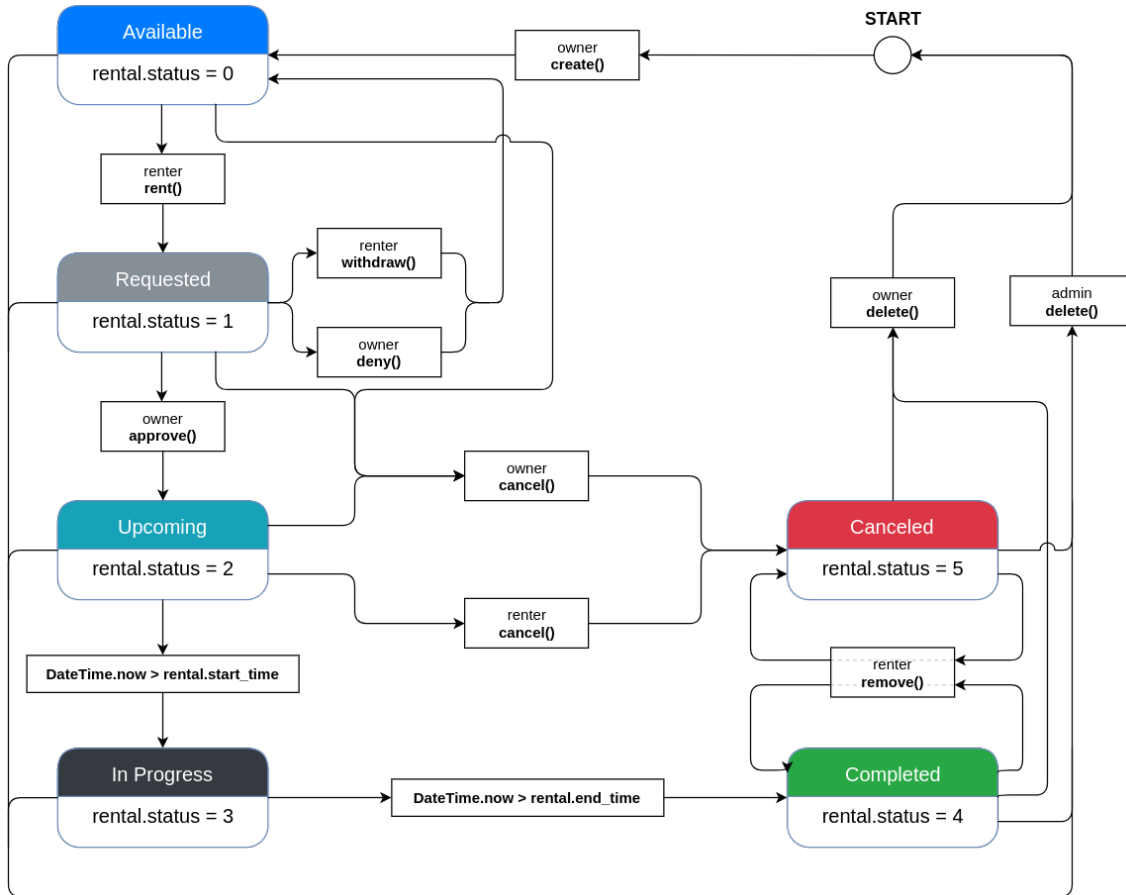 START
Available
rental.status = 0
owner
create()
renter
rent()
Requested
rental.status = 1
renter
withdraw()
owner
deny()
owner
delete()
admin
delete()
owner
approve()
owner
cancel()
Upcoming
rental.status = 2
Canceled
rental.status = 5
renter
cancel()
DateTime.now > rental.start_time
renter
remove()
In Progress
rental.status = 3
DateTime.now > rental.end_time
Completed
rental.status = 4